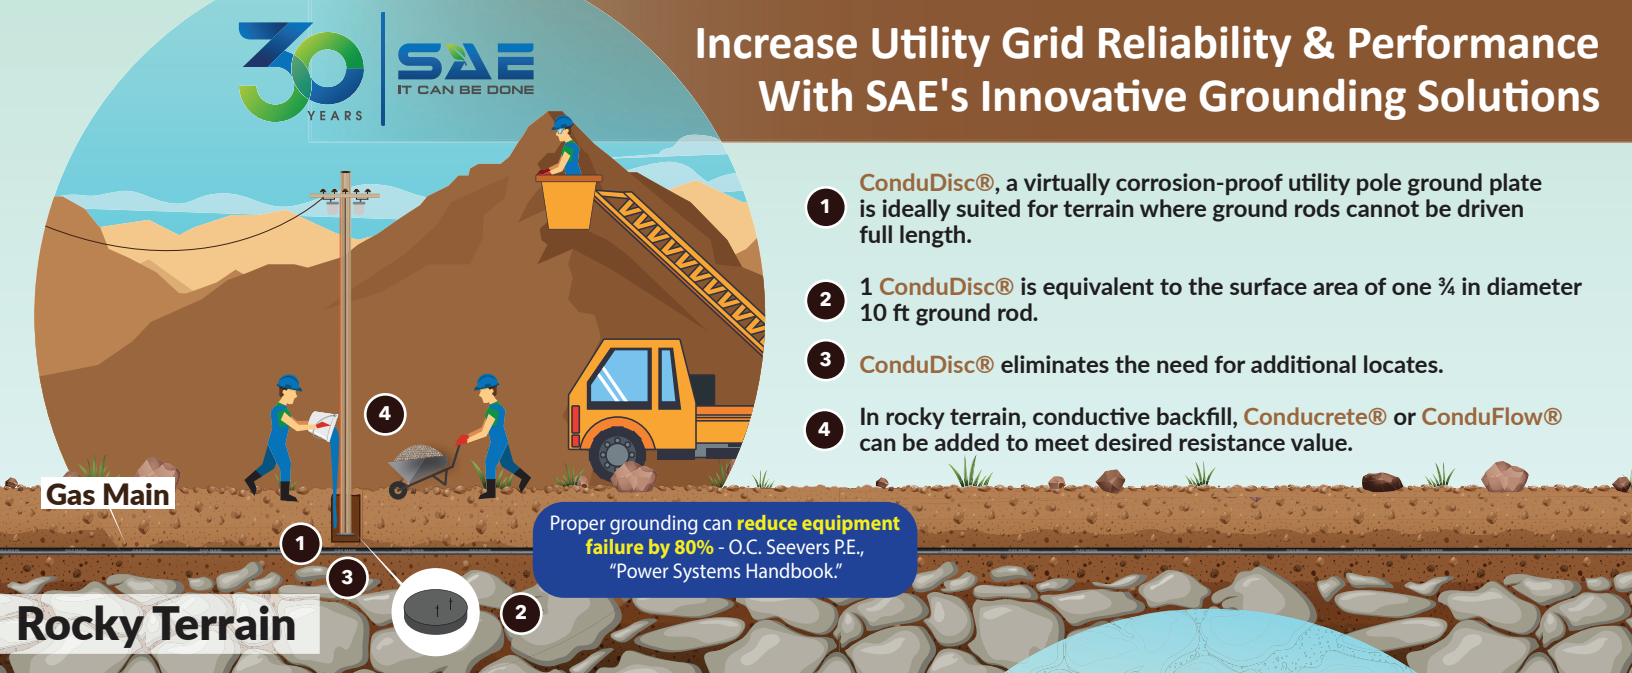 30
YEARS
SAE
IT CAN BE DONE
Increase Utility Grid Reliability & Performance
With SAE's Innovative Grounding Solutions
1
ConduDisc®, a virtually corrosion-proof utility pole ground plate
is ideally suited for terrain where ground rods cannot be driven
full length.
2
1 ConduDisc® is equivalent to the surface area of one ¾ in diameter
10 ft ground rod.
3
ConduDisc® eliminates the need for additional locates.
4
In rocky terrain, conductive backfill, Conducrete® or ConduFlow®
can be added to meet desired resistance value.
4
Gas Main
1
3
2
Proper grounding can reduce equipment
failure by 80% - O.C. Seevers P.E.,
“Power Systems Handbook.”
Rocky Terrain